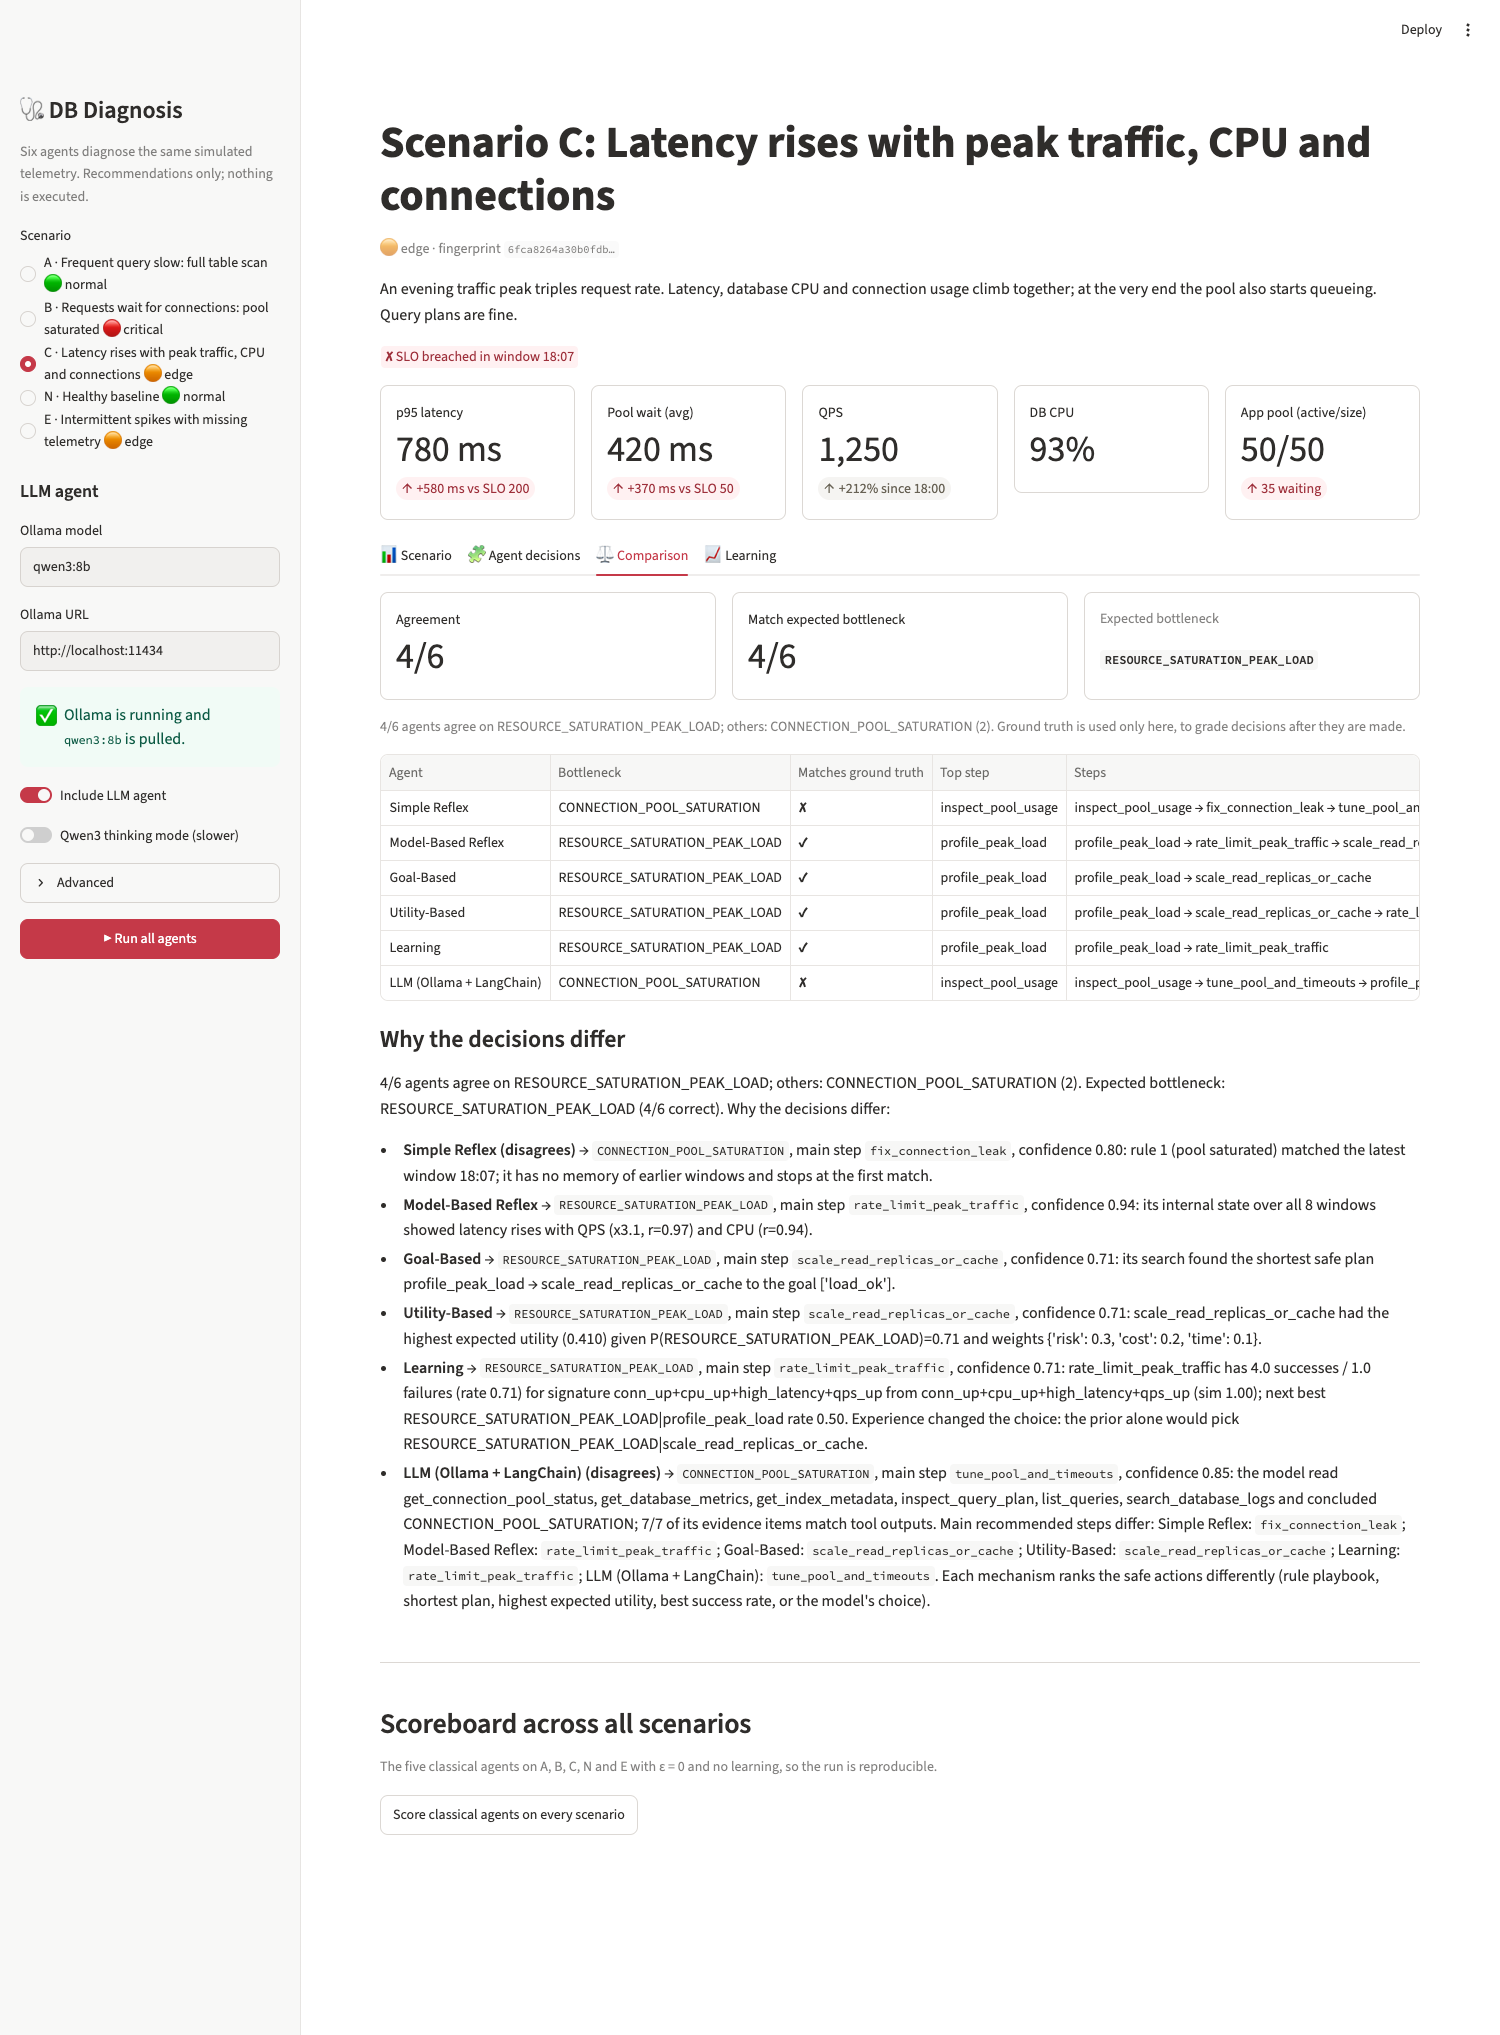 Deploy
DB Diagnosis
Six agents diagnose the same simulated
telemetry. Recommendations only; nothing
is executed.
Scenario
A · Frequent query slow: full table scan
normal
B · Requests wait for connections: pool
saturated critical
C · Latency rises with peak traffic, CPU
and connections edge
N · Healthy baseline normal
E · Intermittent spikes with missing
telemetry edge
LLM agent
Ollama model
qwen3:8b
Ollama URL
http://localhost:11434
Ollama is running and
qwen3:8b is pulled.
Include LLM agent
Qwen3 thinking mode (slower)
Advanced
Run all agents
Scenario C: Latency rises with peak traffic, CPU and
connections
edge · fingerprint 6fca8264a30b0fdb…
An evening traffic peak triples request rate. Latency, database CPU and connection usage climb together; at the very end the pool also starts queueing.
Query plans are fine.
✗ SLO breached in window 18:07
p95 latency
780 ms
↑ +580 ms vs SLO 200
Pool wait (avg)
420 ms
↑ +370 ms vs SLO 50
QPS
1,250
↑ +212% since 18:00
DB CPU
93%
App pool (active/size)
50/50
↑ 35 waiting
Scenario Agent decisions Comparison Learning
Agreement
4/6
Match expected bottleneck
4/6
Expected bottleneck
RESOURCE_SATURATION_PEAK_LOAD
4/6 agents agree on RESOURCE_SATURATION_PEAK_LOAD; others: CONNECTION_POOL_SATURATION (2). Ground truth is used only here, to grade decisions after they are made.
Agent Bottleneck Matches ground truth Top step Steps
Simple Reflex CONNECTION_POOL_SATURATION ✗ inspect_pool_usage inspect_pool_usage → fix_connection_leak → tune_pool_an
Model-Based Reflex RESOURCE_SATURATION_PEAK_LOAD ✓ profile_peak_load profile_peak_load → rate_limit_peak_traffic → scale_read_r
Goal-Based RESOURCE_SATURATION_PEAK_LOAD ✓ profile_peak_load profile_peak_load → scale_read_replicas_or_cache
Utility-Based RESOURCE_SATURATION_PEAK_LOAD ✓ profile_peak_load profile_peak_load → scale_read_replicas_or_cache → rate_l
Learning RESOURCE_SATURATION_PEAK_LOAD ✓ profile_peak_load profile_peak_load → rate_limit_peak_traffic
LLM (Ollama + LangChain) CONNECTION_POOL_SATURATION ✗ inspect_pool_usage inspect_pool_usage → tune_pool_and_timeouts → profile_p
Why the decisions differ
4/6 agents agree on RESOURCE_SATURATION_PEAK_LOAD; others: CONNECTION_POOL_SATURATION (2). Expected bottleneck:
RESOURCE_SATURATION_PEAK_LOAD (4/6 correct). Why the decisions differ:
• Simple Reflex (disagrees) → CONNECTION_POOL_SATURATION , main step fix_connection_leak , confidence 0.80: rule 1 (pool saturated) matched the latest
window 18:07; it has no memory of earlier windows and stops at the first match.
• Model-Based Reflex → RESOURCE_SATURATION_PEAK_LOAD , main step rate_limit_peak_traffic , confidence 0.94: its internal state over all 8 windows
showed latency rises with QPS (x3.1, r=0.97) and CPU (r=0.94).
• Goal-Based → RESOURCE_SATURATION_PEAK_LOAD , main step scale_read_replicas_or_cache , confidence 0.71: its search found the shortest safe plan
profile_peak_load → scale_read_replicas_or_cache to the goal ['load_ok'].
• Utility-Based → RESOURCE_SATURATION_PEAK_LOAD , main step scale_read_replicas_or_cache , confidence 0.71: scale_read_replicas_or_cache had the
highest expected utility (0.410) given P(RESOURCE_SATURATION_PEAK_LOAD)=0.71 and weights {'risk': 0.3, 'cost': 0.2, 'time': 0.1}.
• Learning → RESOURCE_SATURATION_PEAK_LOAD , main step rate_limit_peak_traffic , confidence 0.71: rate_limit_peak_traffic has 4.0 successes / 1.0
failures (rate 0.71) for signature conn_up+cpu_up+high_latency+qps_up from conn_up+cpu_up+high_latency+qps_up (sim 1.00); next best
RESOURCE_SATURATION_PEAK_LOAD|profile_peak_load rate 0.50. Experience changed the choice: the prior alone would pick
RESOURCE_SATURATION_PEAK_LOAD|scale_read_replicas_or_cache.
• LLM (Ollama + LangChain) (disagrees) → CONNECTION_POOL_SATURATION , main step tune_pool_and_timeouts , confidence 0.85: the model read
get_connection_pool_status, get_database_metrics, get_index_metadata, inspect_query_plan, list_queries, search_database_logs and concluded
CONNECTION_POOL_SATURATION; 7/7 of its evidence items match tool outputs. Main recommended steps differ: Simple Reflex: fix_connection_leak ;
Model-Based Reflex: rate_limit_peak_traffic ; Goal-Based: scale_read_replicas_or_cache ; Utility-Based: scale_read_replicas_or_cache ; Learning:
rate_limit_peak_traffic ; LLM (Ollama + LangChain): tune_pool_and_timeouts . Each mechanism ranks the safe actions differently (rule playbook,
shortest plan, highest expected utility, best success rate, or the model's choice).
Scoreboard across all scenarios
The five classical agents on A, B, C, N and E with ε = 0 and no learning, so the run is reproducible.
Score classical agents on every scenario